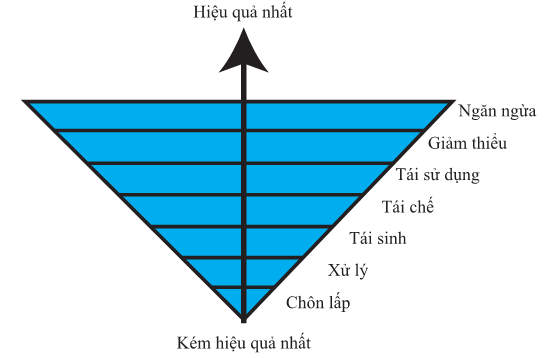 Hiệu quả nhất
Ngăn ngừa
Giảm thiểu
Tái sử dụng
Tái chế
Tái sinh
Xử lý
Chôn lấp
Kém hiệu quả nhất